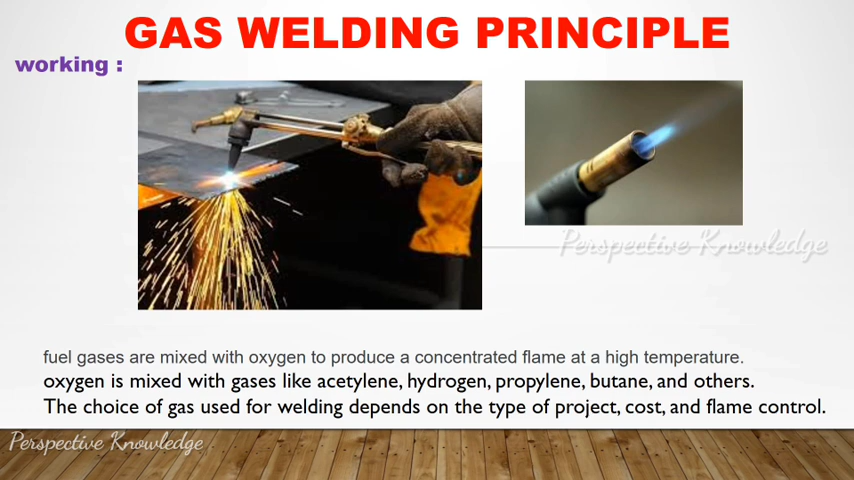 GAS WELDING PRINCIPLE
working :
Perspective Knowledge
fuel gases are mixed with oxygen to produce a concentrated flame at a high temperature.
oxygen is mixed with gases like acetylene, hydrogen, propylene, butane, and others.
The choice of gas used for welding depends on the type of project, cost, and flame control.
Perspective Knowledge